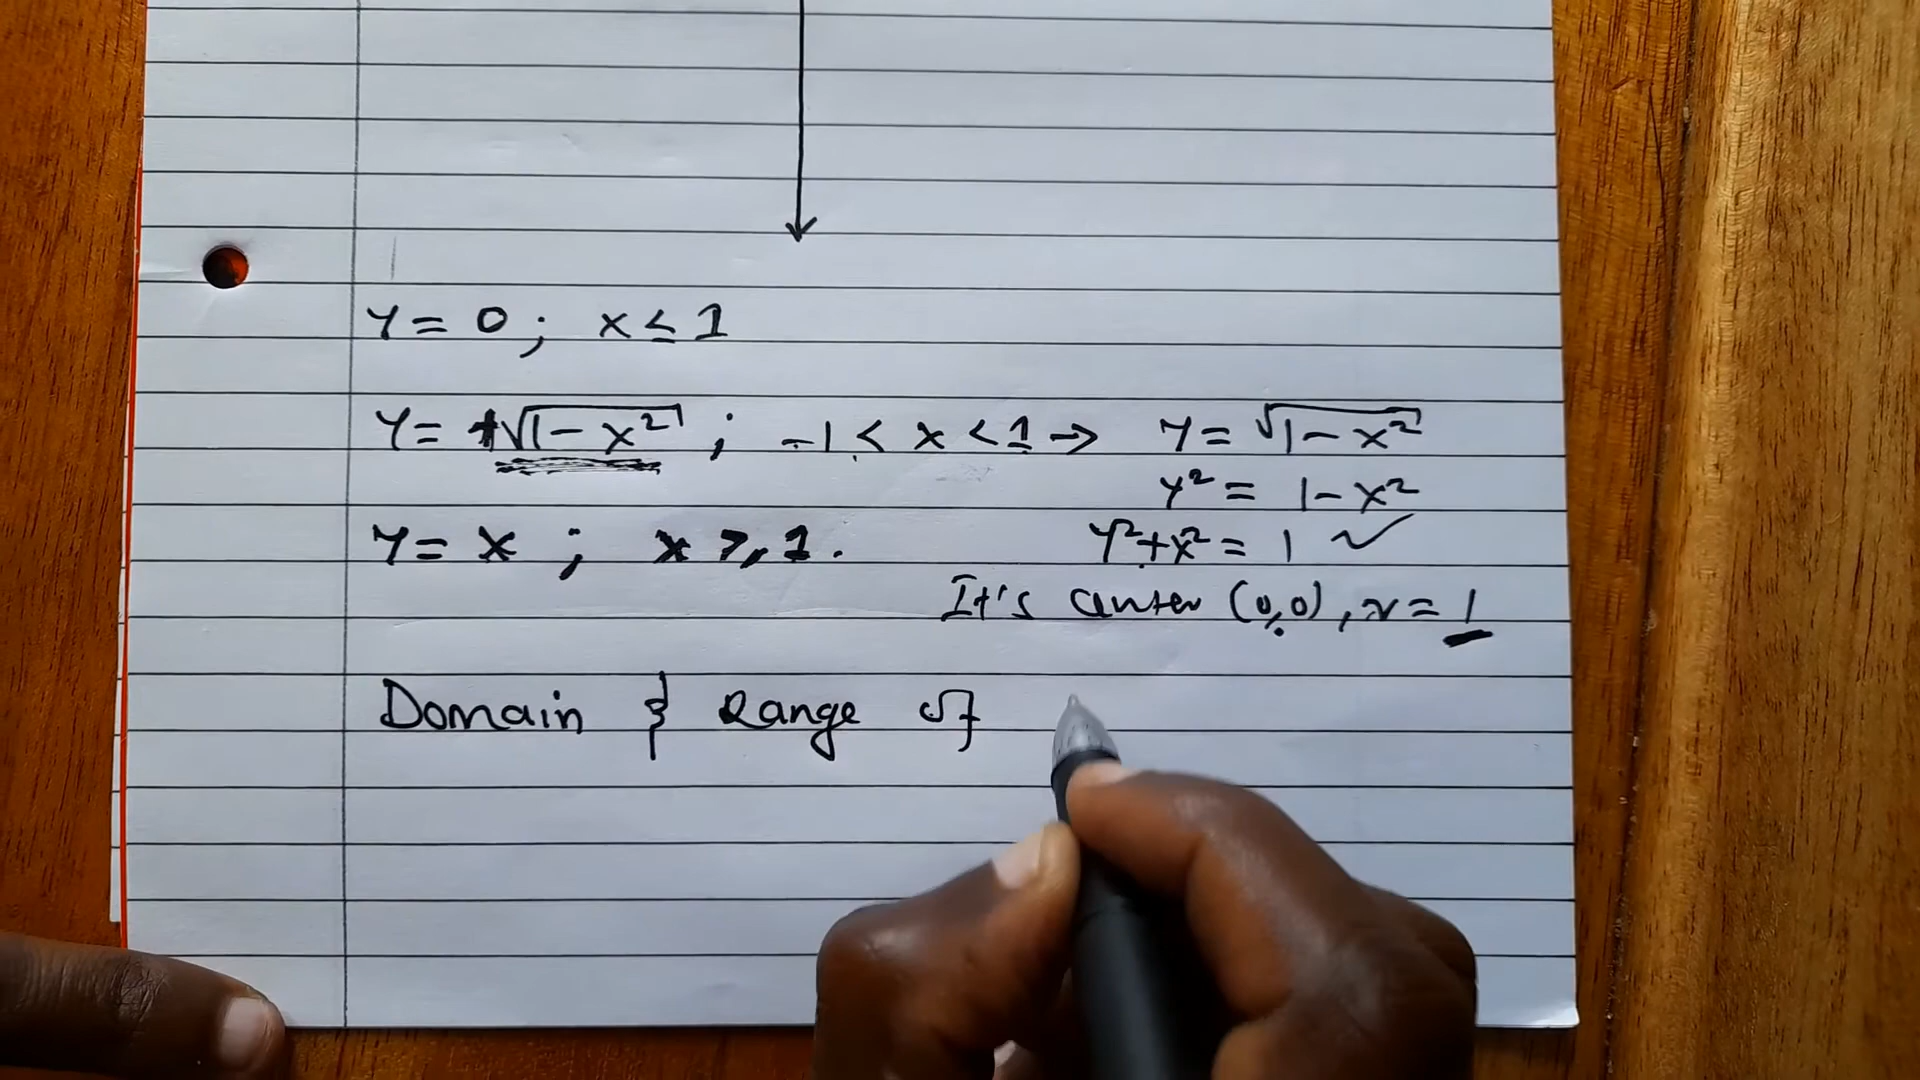 Y = 0 ; x ≤ 1
Y = +√(1 - x²) ; -1 < x < 1 → Y = √(1 - x²)
Y² = 1 - x²
Y = x ; x ≥ 1. Y² + x² = 1 ✓
It's center (0,0), r = 1
Domain & Range of